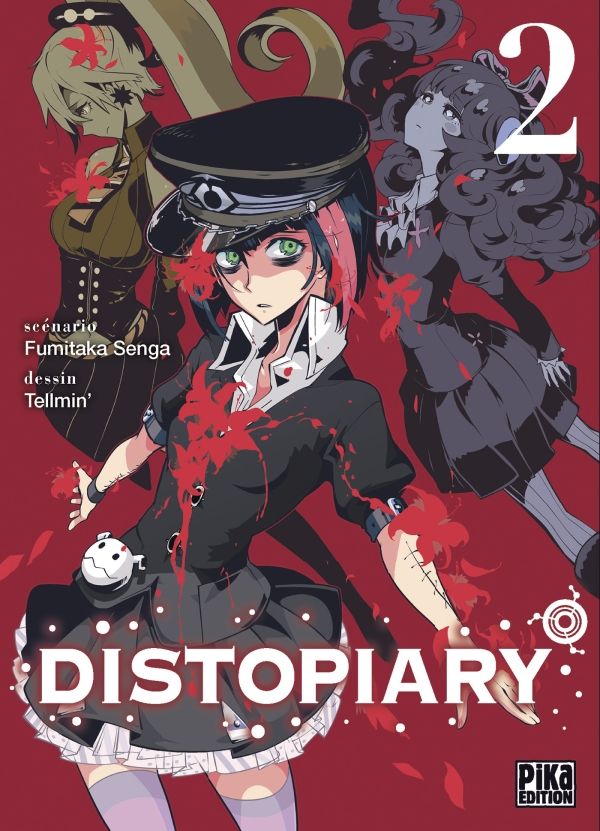 2
scénario
Fumitaka Senga
dessin
Tellmin'
DISTOPIARY
PiKa
EDITION